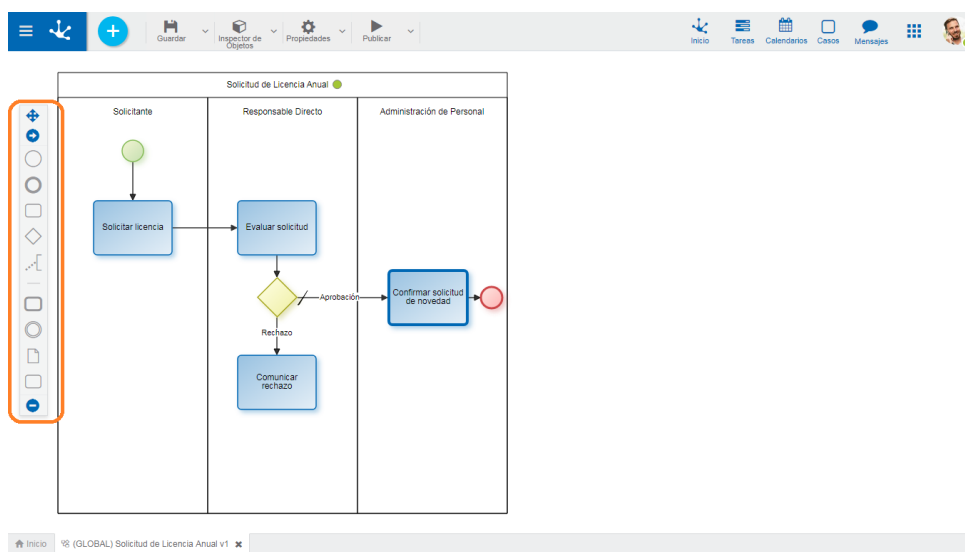 Guardar
Inspector de
Objetos
Propiedades
Publicar
Inicio
Tareas
Calendarios
Casos
Mensajes
Solicitud de Licencia Anual
Solicitante
Responsable Directo
Administración de Personal
Solicitar licencia
Evaluar solicitud
Aprobación
Confirmar solicitud
de novedad
Rechazo
Comunicar
rechazo
Inicio
(GLOBAL) Solicitud de Licencia Anual v1